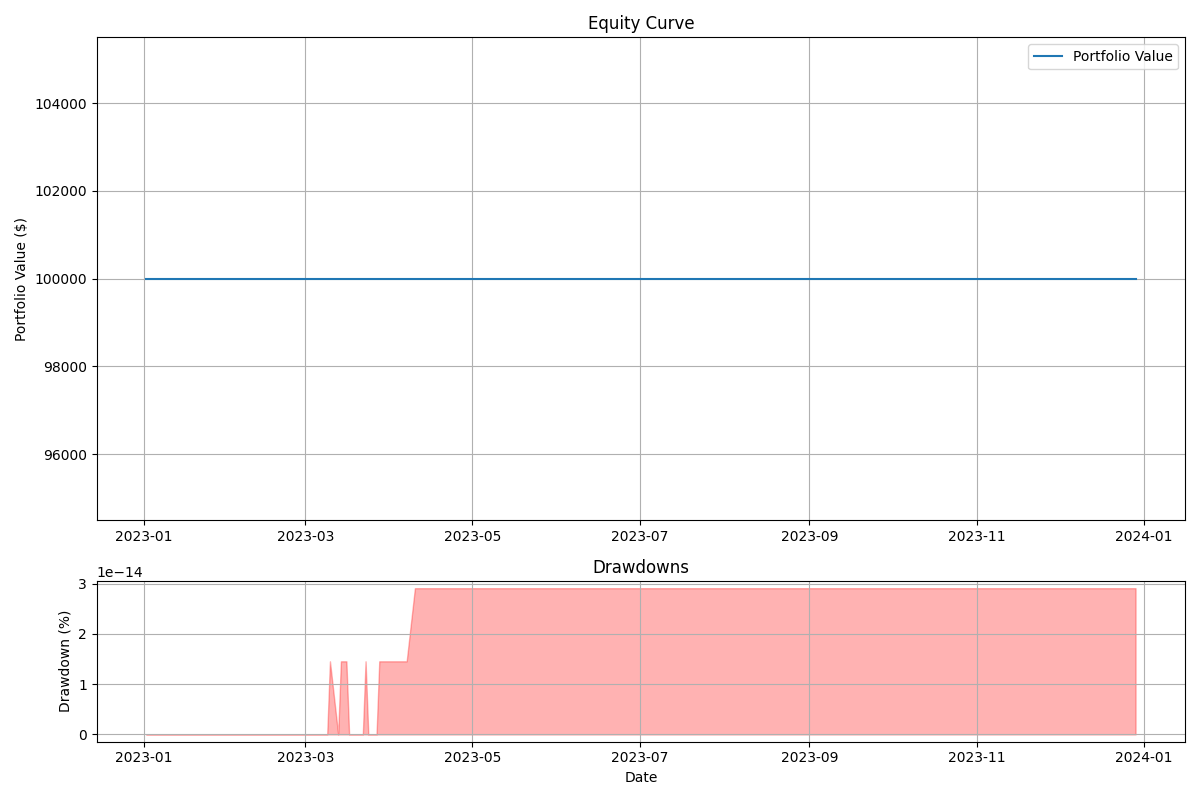 Equity Curve
Portfolio Value
Portfolio Value ($)
104000
102000
100000
98000
96000
2023-01 2023-03 2023-05 2023-07 2023-09 2023-11 2024-01
1e−14
Drawdowns
Drawdown (%)
3
2
1
0
2023-01 2023-03 2023-05 2023-07 2023-09 2023-11 2024-01
Date